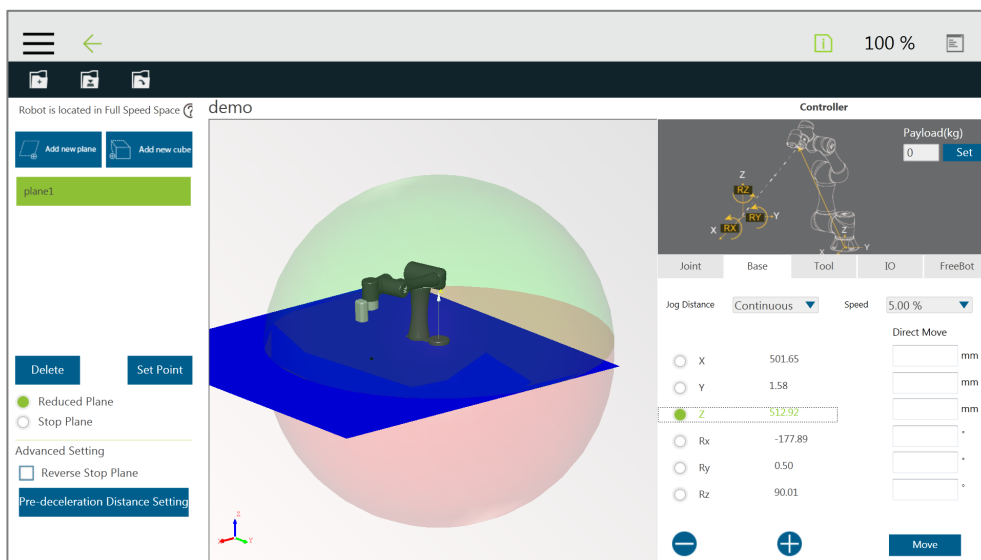 100 %
Robot is located in Full Speed Space
demo
Controller
Add new plane
Add new cube
plane1
Payload(kg)
0
Set
Z
RZ
RY
Y
X
RX
Z
X
Y
Joint
Base
Tool
IO
FreeBot
Jog Distance
Continuous
Speed
5.00 %
Direct Move
X
501.65
mm
Y
1.58
mm
Z
512.92
mm
Rx
-177.89
°
Ry
0.50
°
Rz
90.01
°
Delete
Set Point
Reduced Plane
Stop Plane
Advanced Setting
Reverse Stop Plane
Pre-deceleration Distance Setting
Z
X
Y
Move